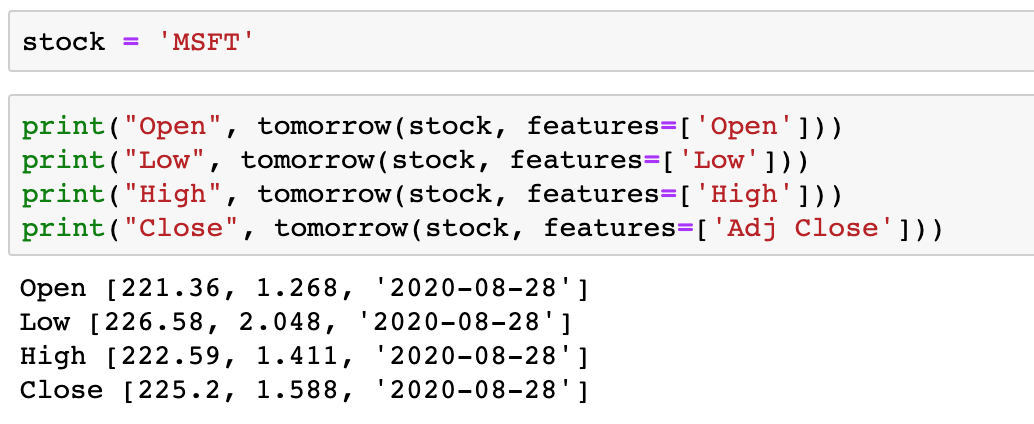 stock = 'MSFT'
print("Open", tomorrow(stock, features=['Open']))
print("Low", tomorrow(stock, features=['Low']))
print("High", tomorrow(stock, features=['High']))
print("Close", tomorrow(stock, features=['Adj Close']))
Open [221.36, 1.268, '2020-08-28']
Low [226.58, 2.048, '2020-08-28']
High [222.59, 1.411, '2020-08-28']
Close [225.2, 1.588, '2020-08-28']